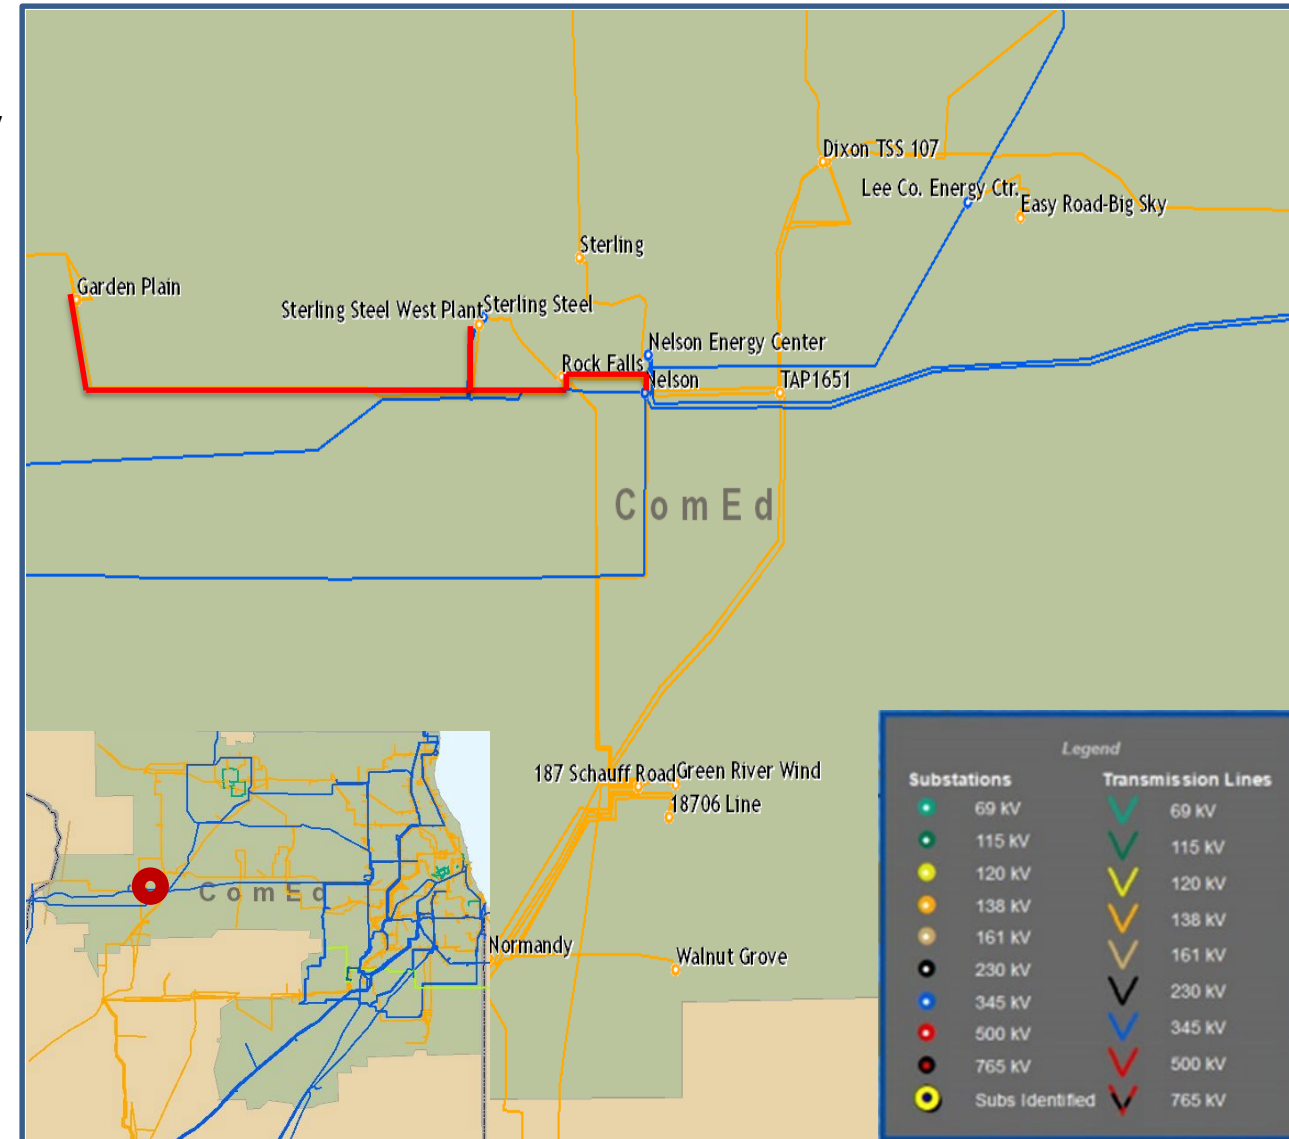 Dixon TSS 107
Lee Co. Energy Ctr.
Easy Road-Big Sky
Sterling
Garden Plain
Sterling Steel West Plant
Sterling Steel
Nelson Energy Center
Rock Falls
Nelson
TAP1651
ComEd
187 Schauff Road
Green River Wind
18706 Line
Normandy
Walnut Grove
ComEd
Legend
Substations
Transmission Lines
69 kV
69 kV
115 kV
115 kV
120 kV
120 kV
138 kV
138 kV
161 kV
161 kV
230 kV
230 kV
345 kV
345 kV
500 kV
500 kV
765 kV
765 kV
Subs Identified